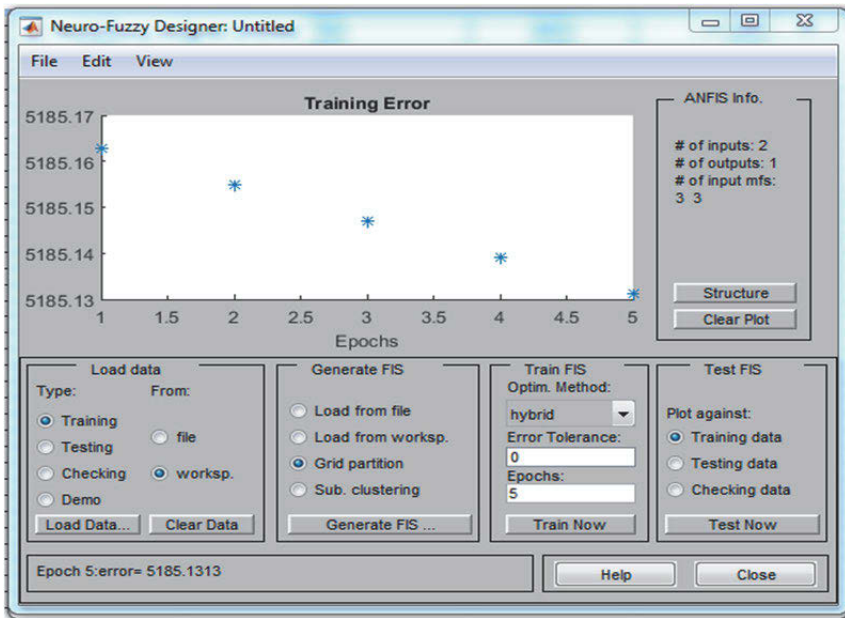 Neuro-Fuzzy Designer: Untitled
File Edit View
Training Error
5185.17
5185.16
5185.15
5185.14
5185.13
1 1.5 2 2.5 3 3.5 4 4.5 5
Epochs
ANFIS Info.
# of inputs: 2
# of outputs: 1
# of input mfs:
3 3
Structure
Clear Plot
Load data
Type: From:
Training
Testing
Checking
Demo
file
worksp.
Load Data... Clear Data
Generate FIS
Load from file
Load from worksp.
Grid partition
Sub. clustering
Generate FIS ...
Train FIS
Optim. Method:
hybrid
Error Tolerance:
0
Epochs:
5
Train Now
Test FIS
Plot against:
Training data
Testing data
Checking data
Test Now
Epoch 5:error= 5185.1313
Help Close